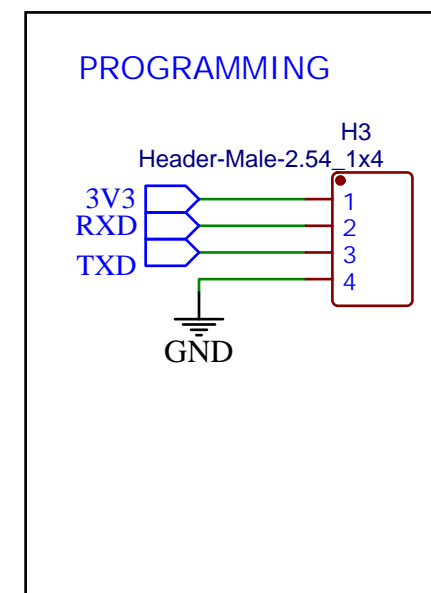 PROGRAMMING
H3
Header-Male-2.54_1x4
3V3
1
RXD
2
TXD
3
4
GND